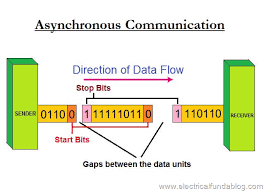 Asynchronous Communication
Direction of Data Flow
Stop Bits
SENDER
0110 0
1 11111011 0
1 110110
RECEIVER
Start Bits
Gaps between the data units
www.electricalfundablog.com